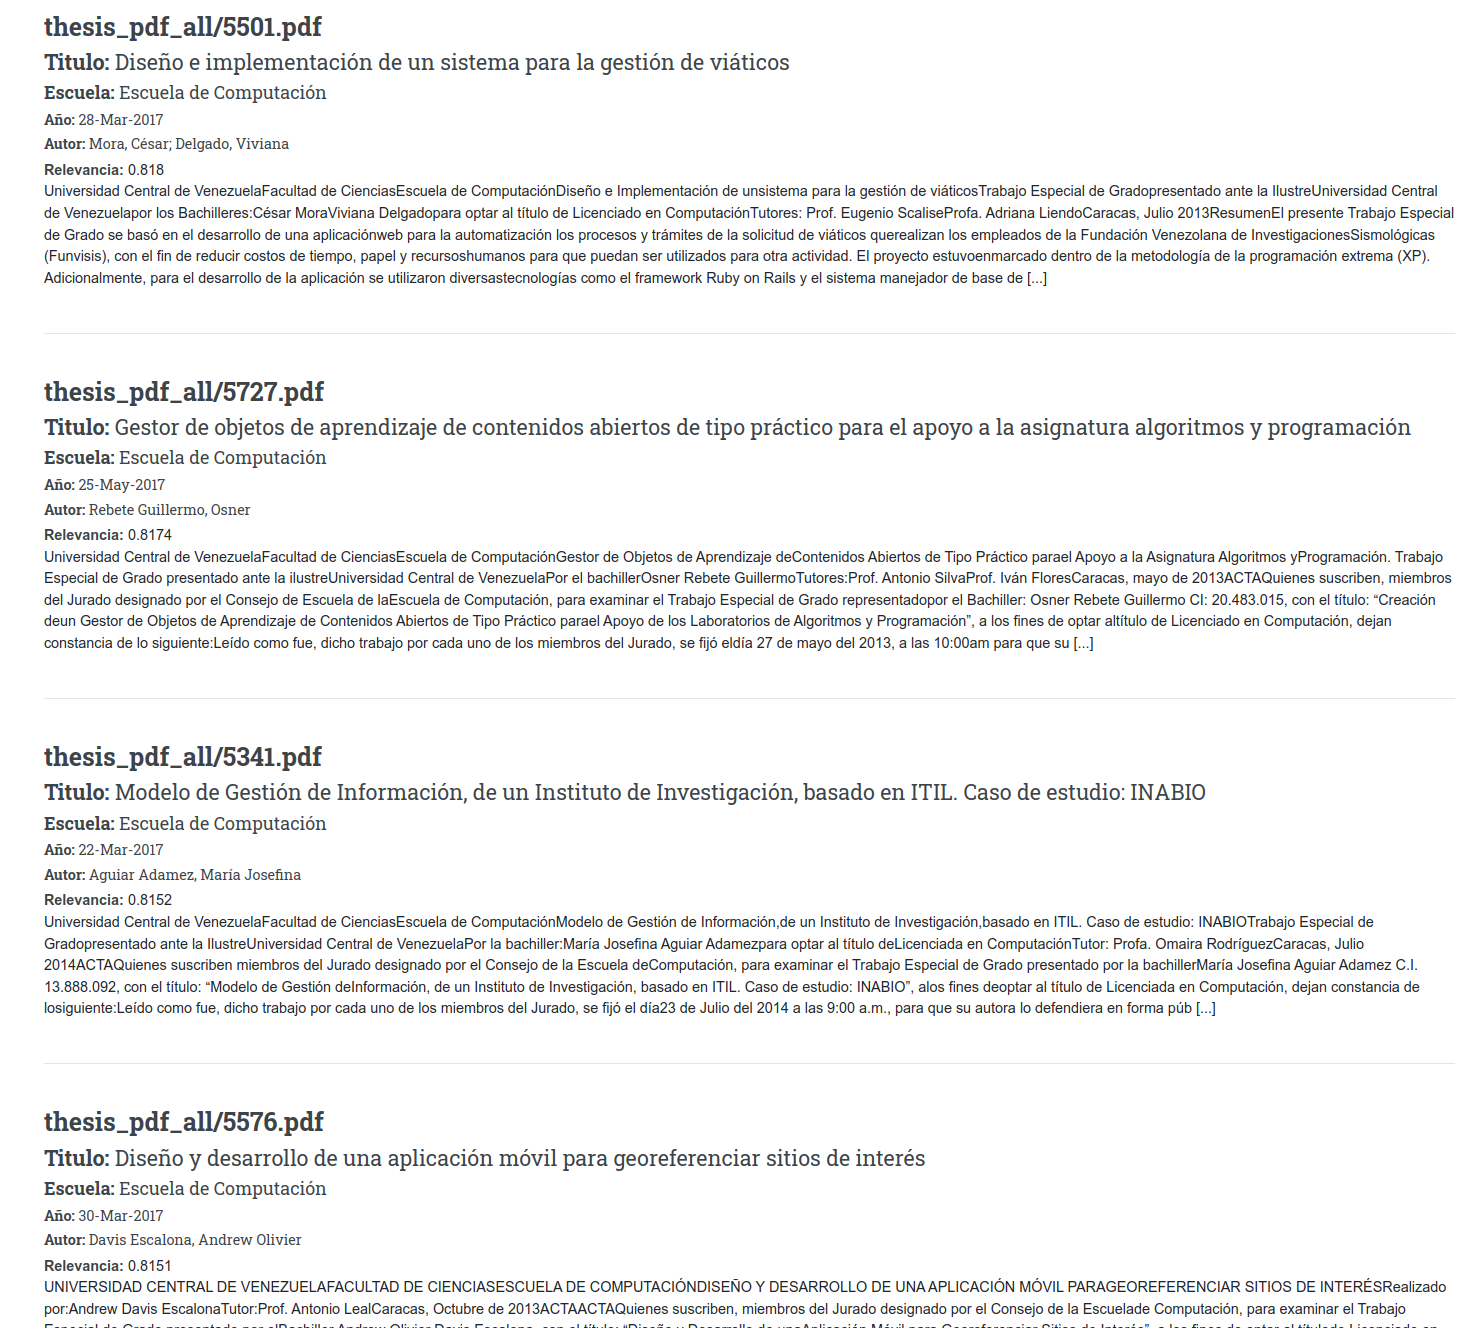 thesis_pdf_all/5501.pdf
Titulo: Diseño e implementación de un sistema para la gestión de viáticos
Escuela: Escuela de Computación
Año: 28-Mar-2017
Autor: Mora, César; Delgado, Viviana
Relevancia: 0.818
Universidad Central de VenezuelaFacultad de CienciasEscuela de ComputaciónDiseño e Implementación de unsistema para la gestión de viáticosTrabajo Especial de Gradopresentado ante la IlustreUniversidad Central
de Venezuelapor los Bachilleres:César MoraViviana Delgadopara optar al título de Licenciado en ComputaciónTutores: Prof. Eugenio ScaliseProfa. Adriana LiendoCaracas, Julio 2013ResumenEl presente Trabajo Especial
de Grado se basó en el desarrollo de una aplicaciónweb para la automatización los procesos y trámites de la solicitud de viáticos querealizan los empleados de la Fundación Venezolana de InvestigacionesSismológicas
(Funvisis), con el fin de reducir costos de tiempo, papel y recursoshumanos para que puedan ser utilizados para otra actividad. El proyecto estuvoenmarcado dentro de la metodología de la programación extrema (XP).
Adicionalmente, para el desarrollo de la aplicación se utilizaron diversastecnologías como el framework Ruby on Rails y el sistema manejador de base de [...]
thesis_pdf_all/5727.pdf
Titulo: Gestor de objetos de aprendizaje de contenidos abiertos de tipo práctico para el apoyo a la asignatura algoritmos y programación
Escuela: Escuela de Computación
Año: 25-May-2017
Autor: Rebete Guillermo, Osner
Relevancia: 0.8174
Universidad Central de VenezuelaFacultad de CienciasEscuela de ComputaciónGestor de Objetos de Aprendizaje deContenidos Abiertos de Tipo Práctico parael Apoyo a la Asignatura Algoritmos yProgramación. Trabajo
Especial de Grado presentado ante la ilustreUniversidad Central de VenezuelaPor el bachillerOsner Rebete GuillermoTutores:Prof. Antonio SilvaProf. Iván FloresCaracas, mayo de 2013ACTAQuienes suscriben, miembros
del Jurado designado por el Consejo de Escuela de laEscuela de Computación, para examinar el Trabajo Especial de Grado representadopor el Bachiller: Osner Rebete Guillermo CI: 20.483.015, con el título: “Creación
deun Gestor de Objetos de Aprendizaje de Contenidos Abiertos de Tipo Práctico parael Apoyo de los Laboratorios de Algoritmos y Programación”, a los fines de optar altítulo de Licenciado en Computación, dejan
constancia de lo siguiente:Leído como fue, dicho trabajo por cada uno de los miembros del Jurado, se fijó eldía 27 de mayo del 2013, a las 10:00am para que su [...]
thesis_pdf_all/5341.pdf
Titulo: Modelo de Gestión de Información, de un Instituto de Investigación, basado en ITIL. Caso de estudio: INABIO
Escuela: Escuela de Computación
Año: 22-Mar-2017
Autor: Aguiar Adamez, María Josefina
Relevancia: 0.8152
Universidad Central de VenezuelaFacultad de CienciasEscuela de ComputaciónModelo de Gestión de Información,de un Instituto de Investigación,basado en ITIL. Caso de estudio: INABIOTrabajo Especial de
Gradopresentado ante la IlustreUniversidad Central de VenezuelaPor la bachiller:María Josefina Aguiar Adamezpara optar al título deLicenciada en ComputaciónTutor: Profa. Omaira RodríguezCaracas, Julio
2014ACTAQuienes suscriben miembros del Jurado designado por el Consejo de la Escuela deComputación, para examinar el Trabajo Especial de Grado presentado por la bachillerMaría Josefina Aguiar Adamez C.I.
13.888.092, con el título: “Modelo de Gestión deInformación, de un Instituto de Investigación, basado en ITIL. Caso de estudio: INABIO”, alos fines deoptar al título de Licenciada en Computación, dejan constancia de
losiguiente:Leído como fue, dicho trabajo por cada uno de los miembros del Jurado, se fijó el día23 de Julio del 2014 a las 9:00 a.m., para que su autora lo defendiera en forma púb [...]
thesis_pdf_all/5576.pdf
Titulo: Diseño y desarrollo de una aplicación móvil para georeferenciar sitios de interés
Escuela: Escuela de Computación
Año: 30-Mar-2017
Autor: Davis Escalona, Andrew Olivier
Relevancia: 0.8151
UNIVERSIDAD CENTRAL DE VENEZUELAFACULTAD DE CIENCIASESCUELA DE COMPUTACIÓNDISEÑO Y DESARROLLO DE UNA APLICACIÓN MÓVIL PARAGEOREFERENCIAR SITIOS DE INTERÉSRealizado
por:Andrew Davis EscalonaTutor:Prof. Antonio LealCaracas, Octubre de 2013ACTAACTAQuienes suscriben, miembros del Jurado designado por el Consejo de la Escuelade Computación, para examinar el Trabajo